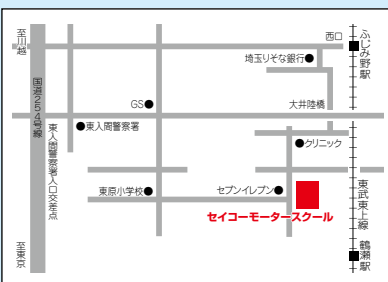 至川越
西口
ふじみ野駅
埼玉りそな銀行
国道254号線
GS
大井陸橋
東入間警察署
東入間警察署入口交差点
クリニック
東原小学校
セブンイレブン
東武東上線
セイコーモータースクール
至東京
鶴瀬駅